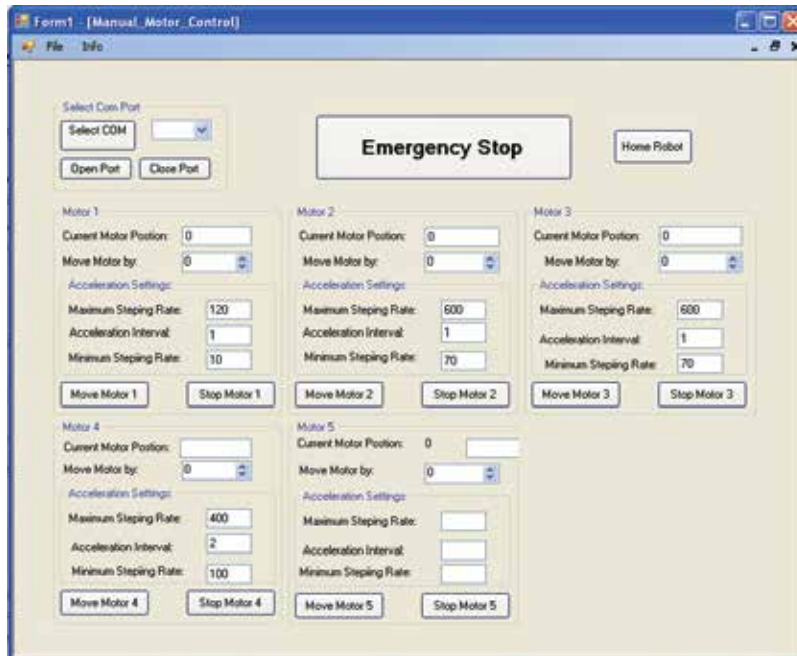 Form1 - [Manual_Motor_Control]
File Info
Select Com Port
Select COM
Open Port Close Port
Emergency Stop
Home Robot
Motor 1
Current Motor Postion: 0
Move Motor by: 0
Acceleration Settings:
Maximum Steping Rate: 120
Acceleration Interval: 1
Minimum Stepiing Rate: 10
Move Motor 1 Stop Motor 1
Motor 2
Current Motor Postion: 0
Move Motor by: 0
Acceleration Settings:
Maximum Steping Rate: 600
Acceleration Interval: 1
Minimum Stepiing Rate: 70
Move Motor 2 Stop Motor 2
Motor 3
Current Motor Postion: 0
Move Motor by: 0
Acceleration Settings:
Maximum Steping Rate: 600
Acceleration Interval: 1
Minimum Stepiing Rate: 70
Move Motor 3 Stop Motor 3
Motor 4
Current Motor Postion:
Move Motor by: 0
Acceleration Settings:
Maximum Steping Rate: 400
Acceleration Interval: 2
Minimum Stepiing Rate: 100
Move Motor 4 Stop Motor 4
Motor 5
Current Motor Postion: 0
Move Motor by: 0
Acceleration Settings:
Maximum Steping Rate:
Acceleration Interval:
Minimum Stepiing Rate:
Move Motor 5 Stop Motor 5